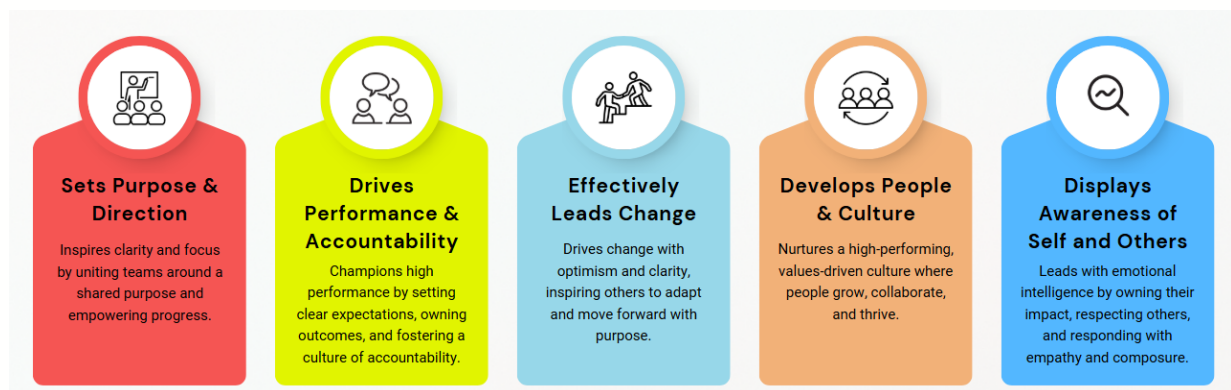 Sets Purpose &
Direction
Inspires clarity and focus
by uniting teams around a
shared purpose and
empowering progress.
Drives
Performance &
Accountability
Champions high
performance by setting
clear expectations, owning
outcomes, and fostering a
culture of accountability.
Effectively
Leads Change
Drives change with
optimism and clarity,
inspiring others to adapt
and move forward with
purpose.
Develops People
& Culture
Nurtures a high-performing,
values-driven culture where
people grow, collaborate,
and thrive.
Displays
Awareness of
Self and Others
Leads with emotional
intelligence by owning their
impact, respecting others,
and responding with
empathy and composure.